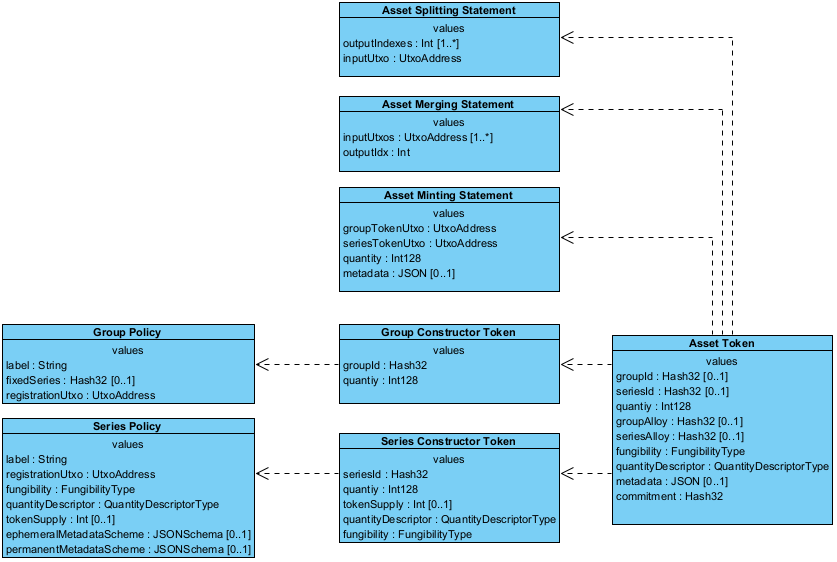 Asset Splitting Statement
values
outputIndexes : Int [1..*]
inputUtxo : UtxoAddress
Asset Merging Statement
values
inputUtxos : UtxoAddress [1..*]
outputIdx : Int
Asset Minting Statement
values
groupTokenUtxo : UtxoAddress
seriesTokenUtxo : UtxoAddress
quantity : Int128
metadata : JSON [0..1]
Group Policy
values
label : String
fixedSeries : Hash32 [0..1]
registrationUtxo : UtxoAddress
Group Constructor Token
values
groupId : Hash32
quantiy : Int128
Asset Token
values
groupId : Hash32 [0..1]
seriesId : Hash32 [0..1]
quantiy : Int128
groupAlloy : Hash32 [0..1]
seriesAlloy : Hash32 [0..1]
fungibility : FungibilityType
quantityDescriptor : QuantityDescriptorType
metadata : JSON [0..1]
commitment : Hash32
Series Policy
values
label : String
registrationUtxo : UtxoAddress
fungibility : FungibilityType
quantityDescriptor : QuantityDescriptorType
tokenSupply : Int [0..1]
ephemeralMetadataScheme : JSONSchema [0..1]
permanentMetadataScheme : JSONSchema [0..1]
Series Constructor Token
values
seriesId : Hash32
quantiy : Int128
tokenSupply : Int [0..1]
quantityDescriptor : QuantityDescriptorType
fungibility : FungibilityType